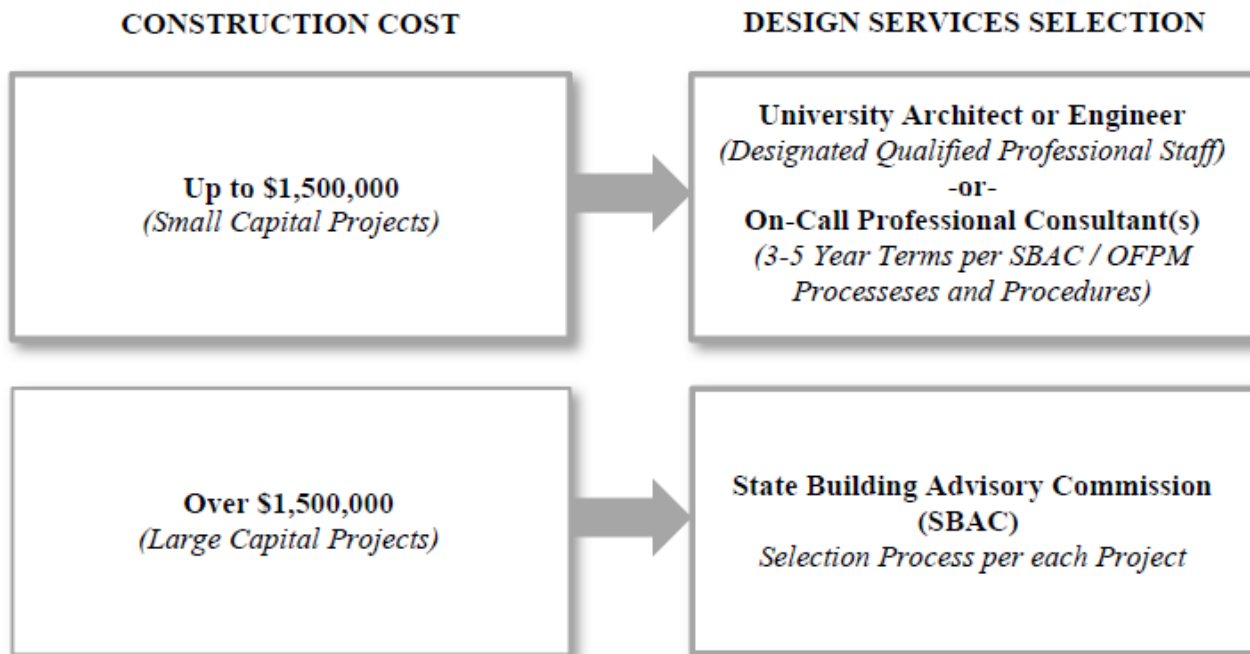 CONSTRUCTION COST
DESIGN SERVICES SELECTION
Up to $1,500,000
(Small Capital Projects)
University Architect or Engineer
(Designated Qualified Professional Staff)
-or-
On-Call Professional Consultant(s)
(3-5 Year Terms per SBAC / OFPM
Processeses and Procedures)
Over $1,500,000
(Large Capital Projects)
State Building Advisory Commission
(SBAC)
Selection Process per each Project